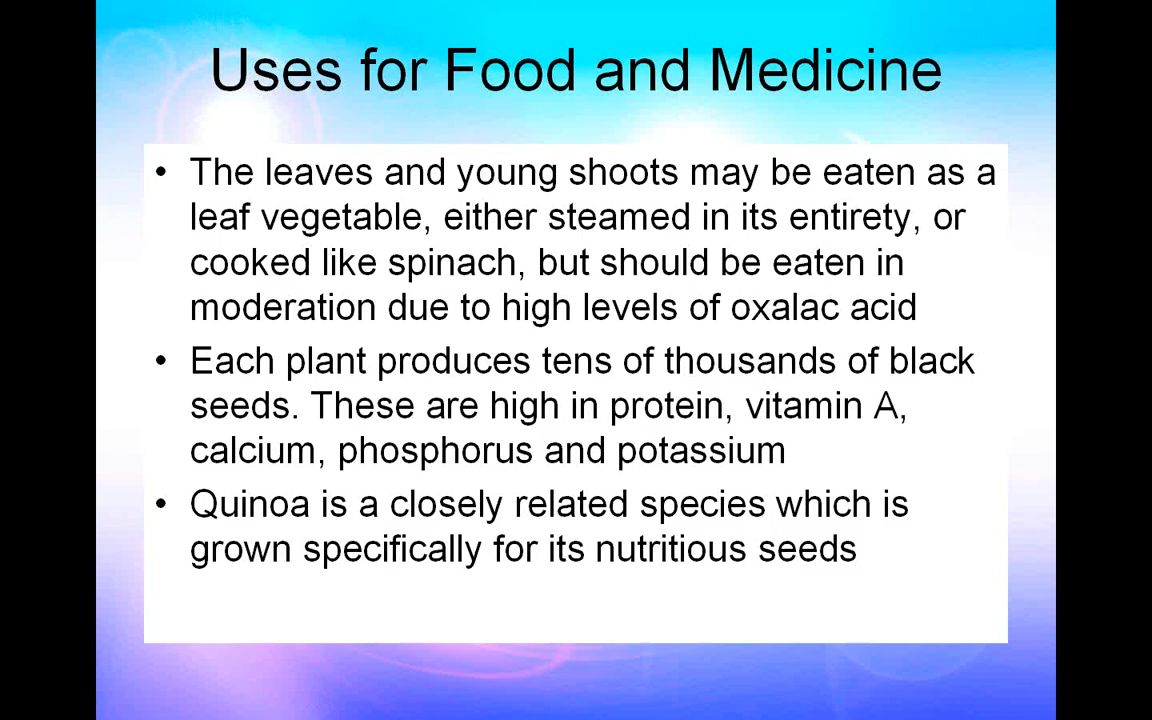 Uses for Food and Medicine
• The leaves and young shoots may be eaten as a
leaf vegetable, either steamed in its entirety, or
cooked like spinach, but should be eaten in
moderation due to high levels of oxalac acid
• Each plant produces tens of thousands of black
seeds. These are high in protein, vitamin A,
calcium, phosphorus and potassium
• Quinoa is a closely related species which is
grown specifically for its nutritious seeds